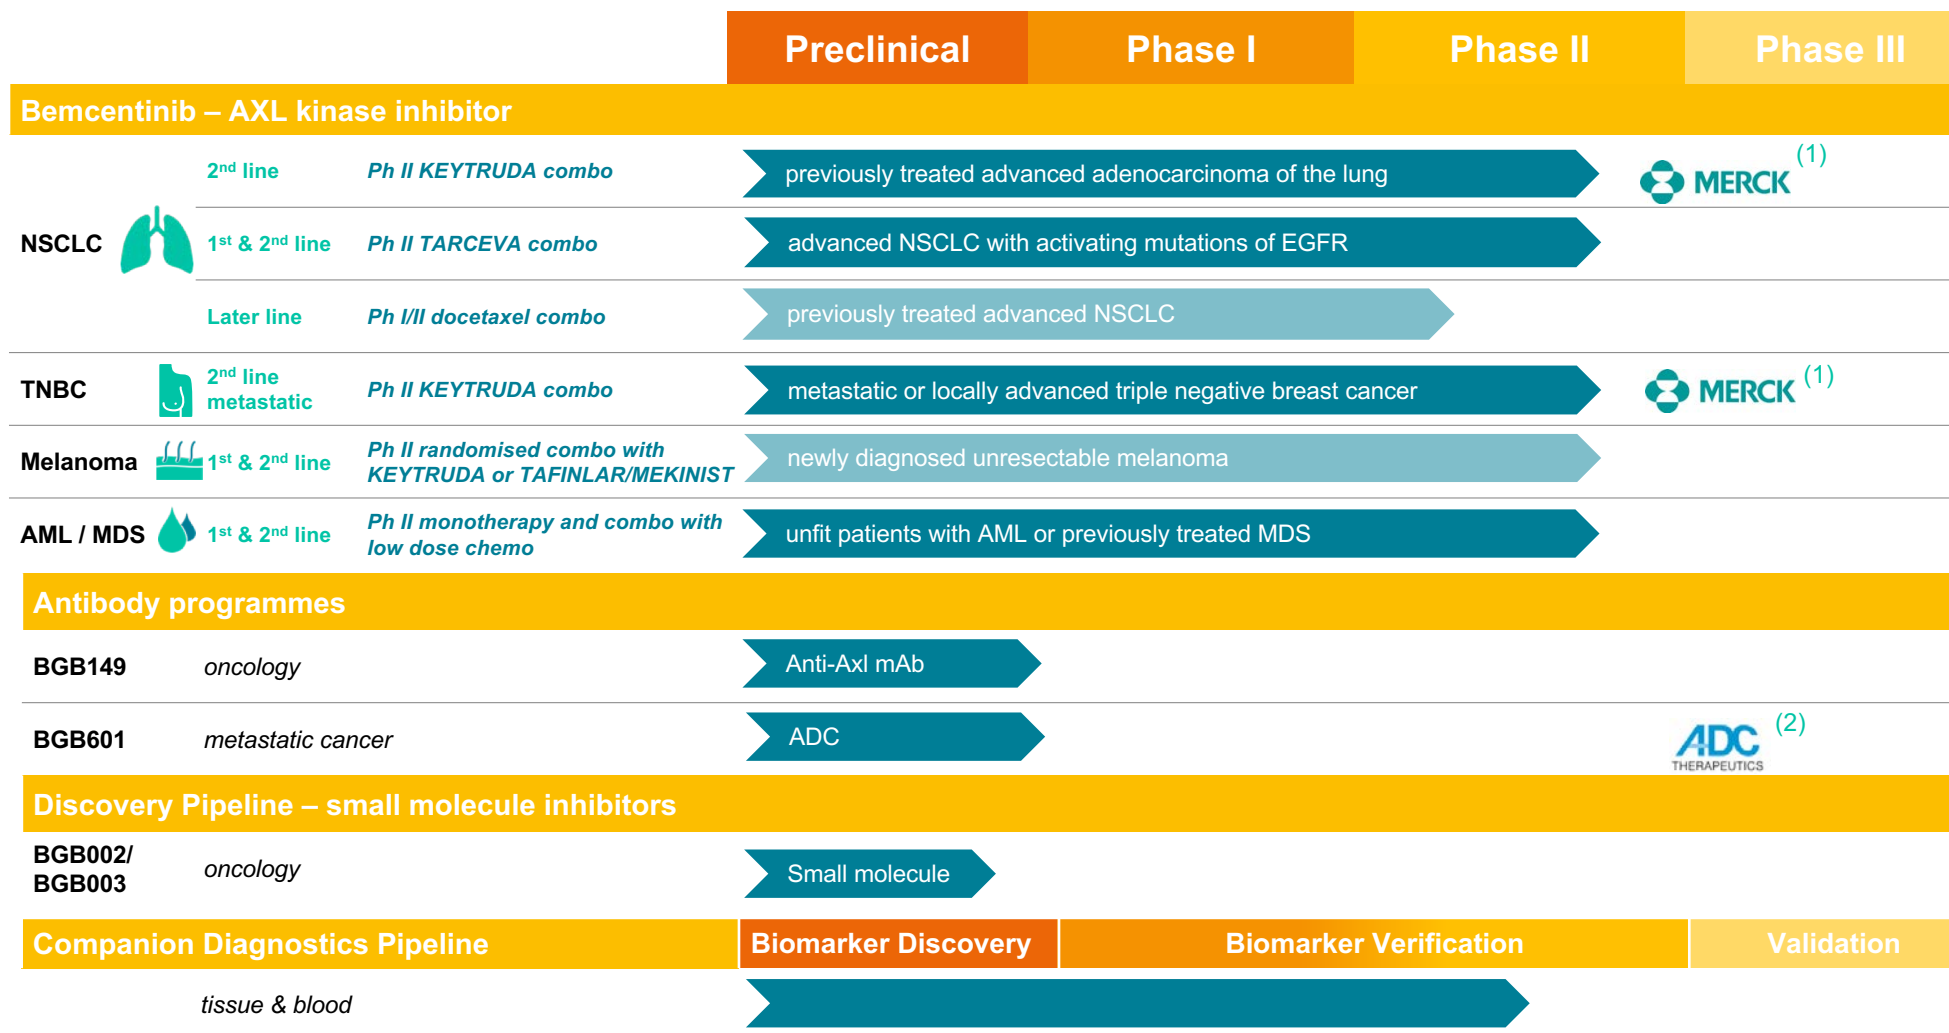 Preclinical Phase I Phase II Phase III
Bemcentinib – AXL kinase inhibitor
NSCLC
2nd line Ph II KEYTRUDA combo previously treated advanced adenocarcinoma of the lung MERCK (1)
1st & 2nd line Ph II TARCEVA combo advanced NSCLC with activating mutations of EGFR
Later line Ph I/II docetaxel combo previously treated advanced NSCLC
TNBC
2nd line
metastatic
Ph II KEYTRUDA combo metastatic or locally advanced triple negative breast cancer MERCK (1)
Melanoma 1st & 2nd line
Ph II randomised combo with
KEYTRUDA or TAFINLAR/MEKINIST
newly diagnosed unresectable melanoma
AML / MDS 1st & 2nd line
Ph II monotherapy and combo with
low dose chemo
unfit patients with AML or previously treated MDS
Antibody programmes
BGB149 oncology Anti-Axl mAb
BGB601 metastatic cancer ADC
ADC (2)
THERAPEUTICS
Discovery Pipeline – small molecule inhibitors
BGB002/
BGB003
oncology Small molecule
Companion Diagnostics Pipeline Biomarker Discovery Biomarker Verification Validation
tissue & blood